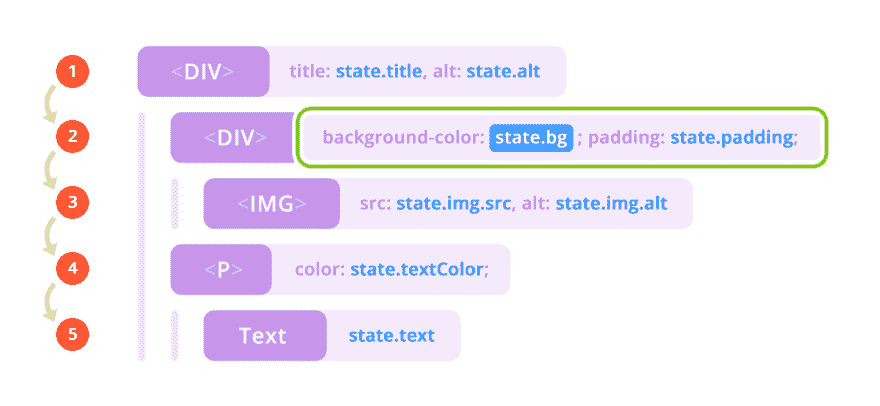 1 <DIV> title: state.title, alt: state.alt
2 <DIV> background-color: state.bg ; padding: state.padding;
3 <IMG> src: state.img.src, alt: state.img.alt
4 <P> color: state.textColor;
5 Text state.text